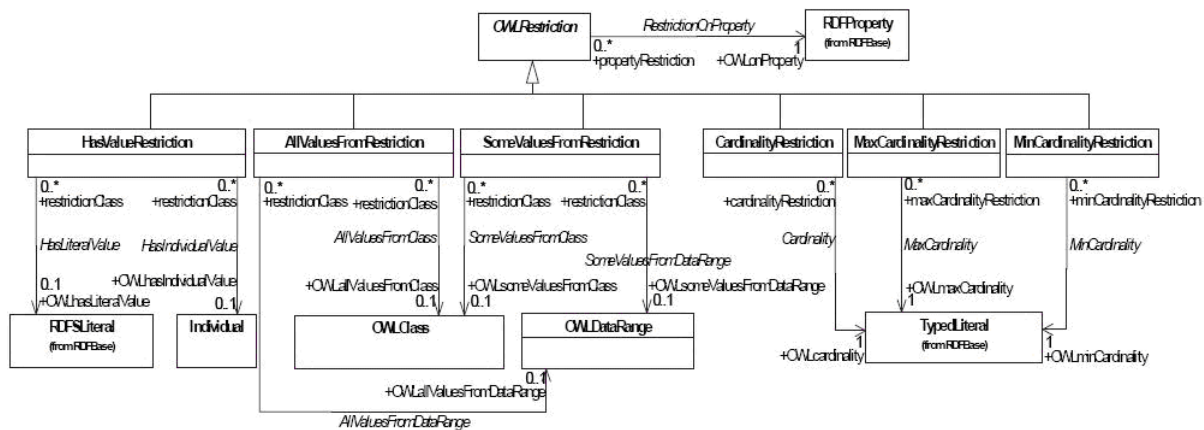 OWLRestriction
RestrictionOnProperty
RDFProperty
(from RDFBase)
0..*
1
+propertyRestriction
+OWLonProperty
HasValueRestriction
AllValuesFromRestriction
SomeValuesFromRestriction
CardinalityRestriction
MaxCardinalityRestriction
MinCardinalityRestriction
0..*
0..*
0..*
0..*
0..*
0..*
0..*
0..*
0..*
+restrictionClass
+restrictionClass
+restrictionClass
+restrictionClass
+restrictionClass
+restrictionClass
+cardinalityRestriction
+maxCardinalityRestriction
+minCardinalityRestriction
HasLiteralValue
HasIndividualValue
AllValuesFromClass
SomeValuesFromClass
Cardinality
MaxCardinality
MinCardinality
SomeValuesFromDataRange
0..1
+OWLhasIndividualValue
+OWLallValuesFromClass
+OWLsomeValuesFromClass
+OWLsomeValuesFromDataRange
+OWLmaxCardinality
+OWLhasLiteralValue
0..1
0..1
0..1
0..1
1
RDFSLiteral
(from RDFBase)
Individual
OWLClass
OWLDataRange
TypedLiteral
(from RDFBase)
1
1
+OWLcardinality
+OWLminCardinality
0..1
+OWLallValuesFromDataRange
AllValuesFromDataRange